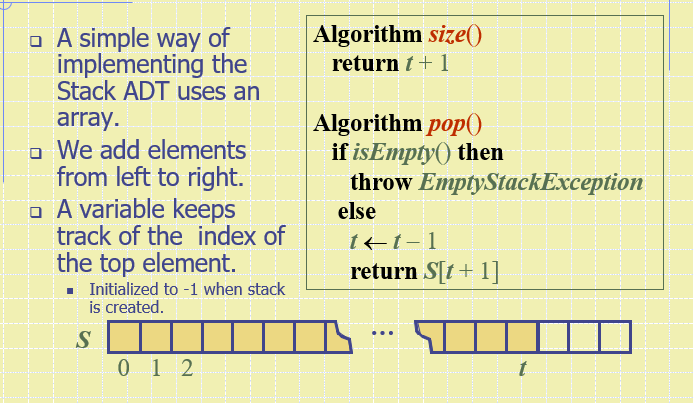 ❑ A simple way of
implementing the
Stack ADT uses an
array.
❑ We add elements
from left to right.
❑ A variable keeps
track of the index of
the top element.
▪ Initialized to -1 when stack
is created.
Algorithm size()
return t + 1
Algorithm pop()
if isEmpty() then
throw EmptyStackException
else
t ← t − 1
return S[t + 1]
S …
0 1 2 t